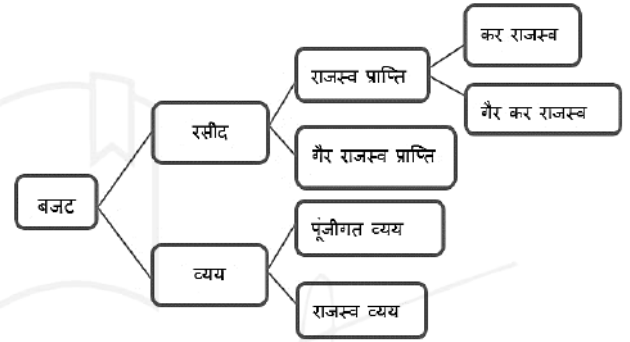 बजट
रसीद
राजस्व प्राप्ति
कर राजस्व
गैर कर राजस्व
गैर राजस्व प्राप्ति
व्यय
पूंजीगत व्यय
राजस्व व्यय